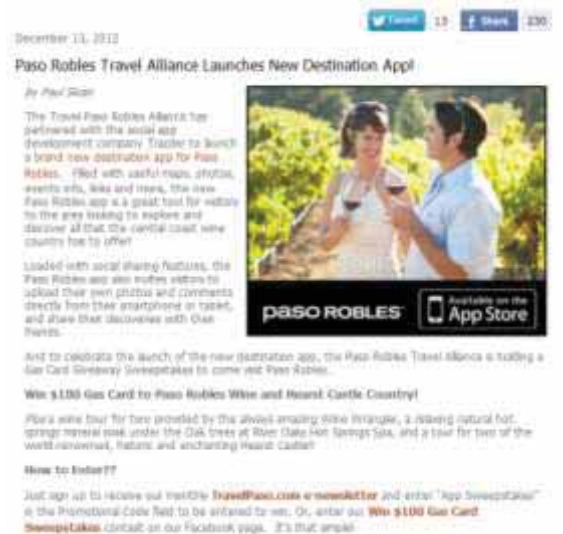 Tweet 13 Share 230
December 13, 2012
Paso Robles Travel Alliance Launches New Destination App!
By Paul
The Travel Paso Robles Alliance has
partnered with the social app
development company to launch
a brand new destination app for Paso
Robles. Filled with useful maps, photos,
events info, links and more, the new
Paso Robles app is a great tool for visitors
to the area looking to explore and
discover all that the central coast wine
country has to offer!
Loaded with social sharing features, the
Paso Robles app also invites visitors to
upload their own photos and comments
directly from their smartphone or tablet,
and share their discoveries with their
friends.
PASO ROBLES
Available on the
App Store
And to celebrate the launch of the new destination app, the Paso Robles Travel Alliance is holding a
Gas Card Giveaway Sweepstakes to come visit Paso Robles.
Win $100 Gas Card to Paso Robles Wine and Hearst Castle Country!
Plus a wine tour for two provided by the always amazing Wine Wrangler, a relaxing natural hot
springs mineral soak under the Oak trees at River Oaks Hot Springs Spa, and a tour for two of the
world-renowned, historic and enchanting Hearst Castle!
How to Enter??
Just sign up to receive our monthly TravelPaso.com e-newsletter and enter "App Sweepstakes"
in the Promotional Code field to be entered to win. Or, enter our Win $100 Gas Card
Sweepstakes contest on our Facebook page. It's that simple!